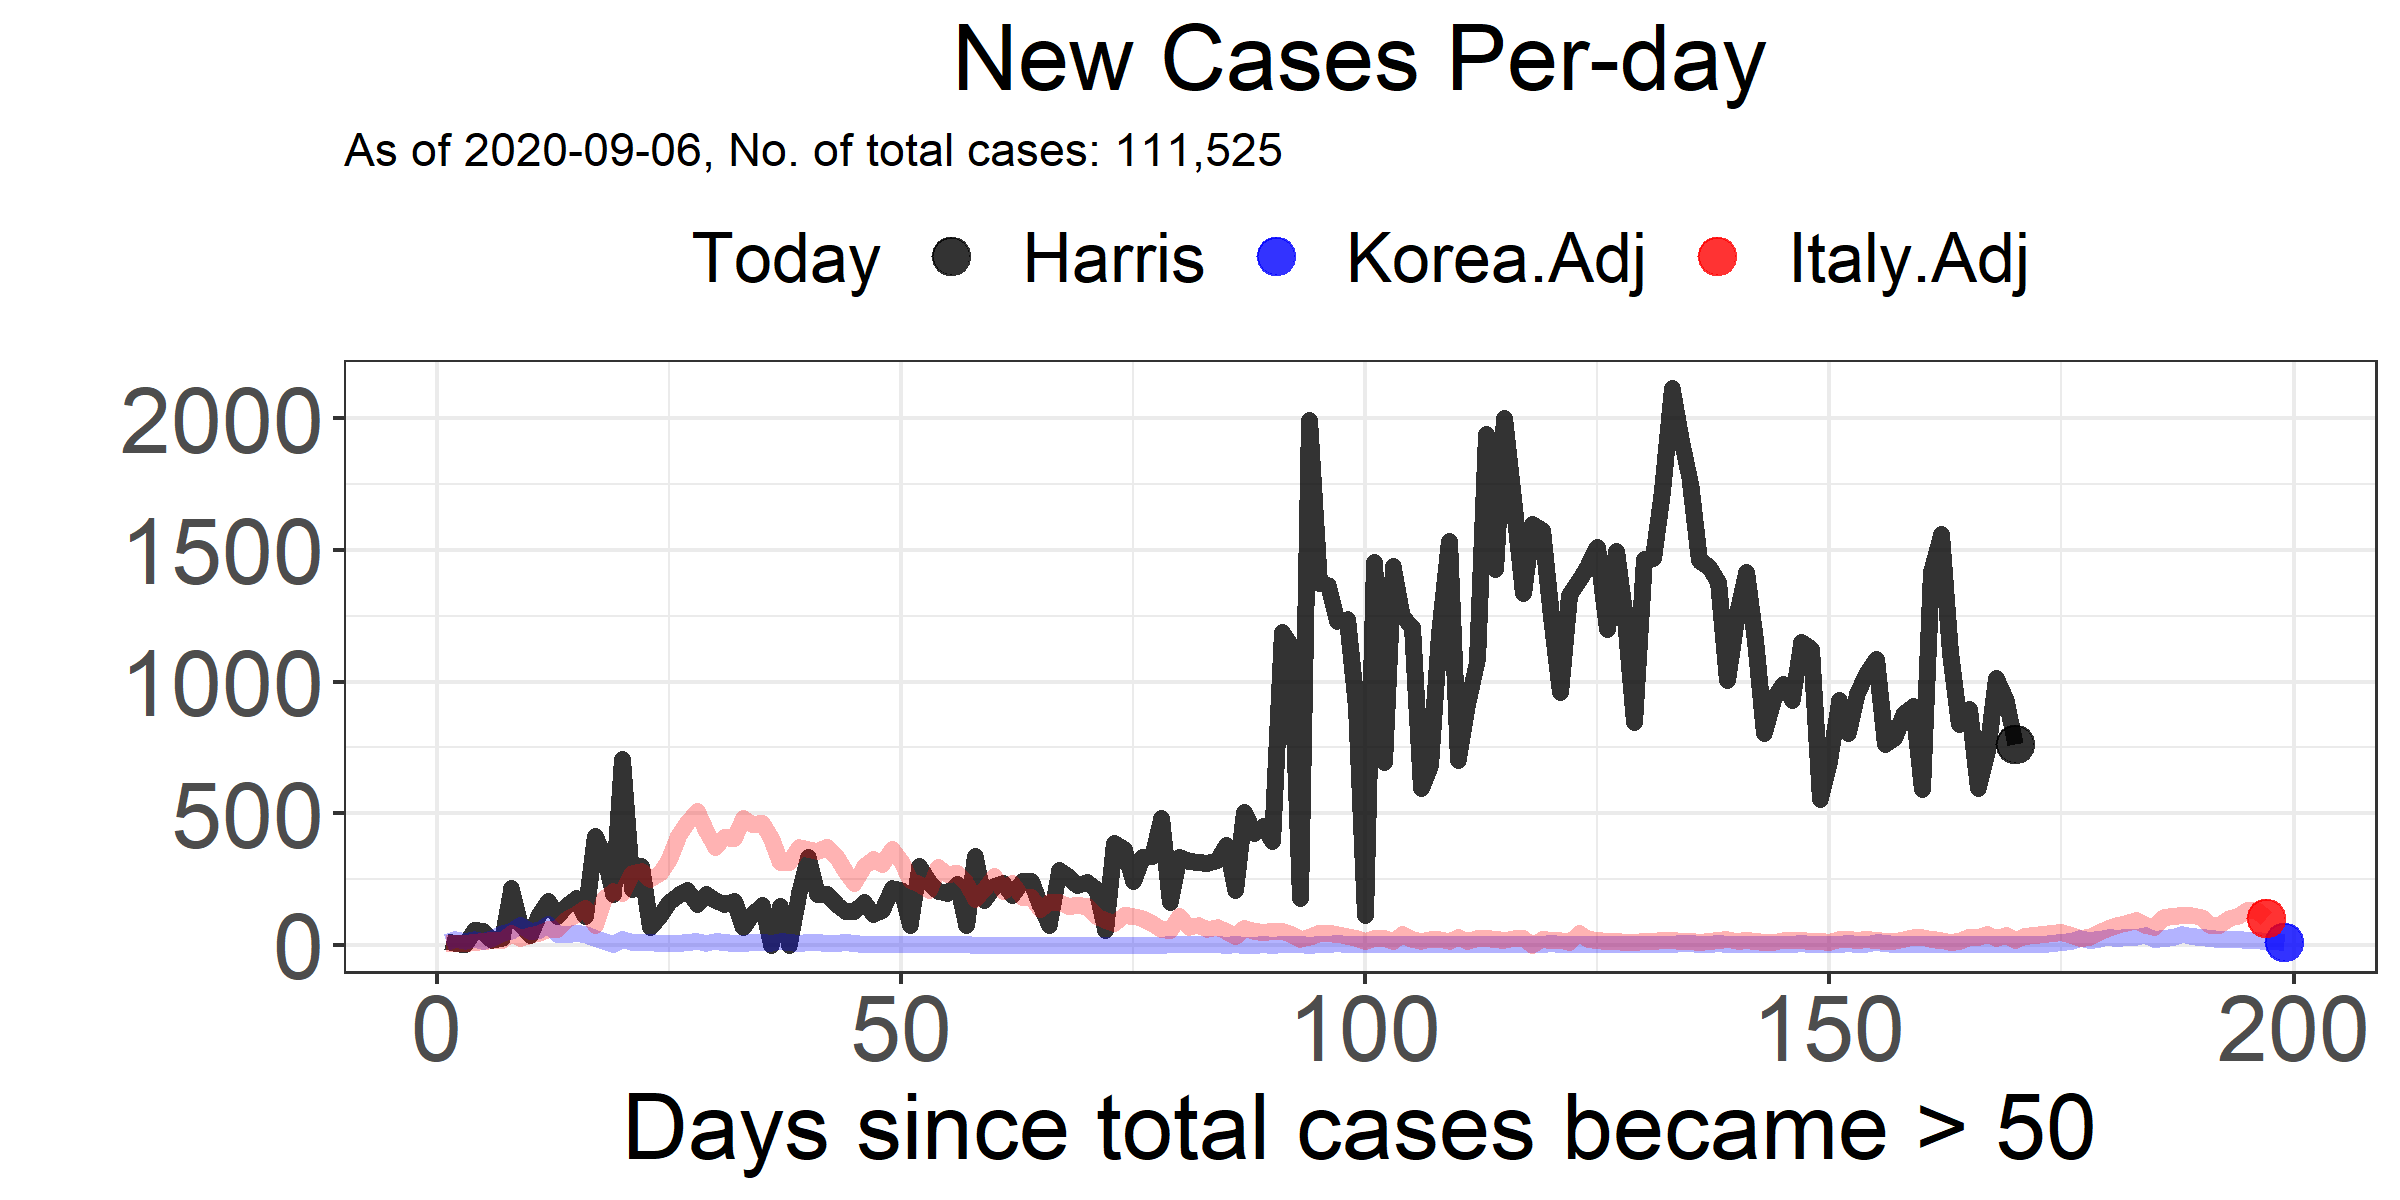 New Cases Per-day
As of 2020-09-06, No. of total cases: 111,525
Today Harris Korea.Adj Italy.Adj
2000
1500
1000
500
0
0 50 100 150 200
Days since total cases became > 50